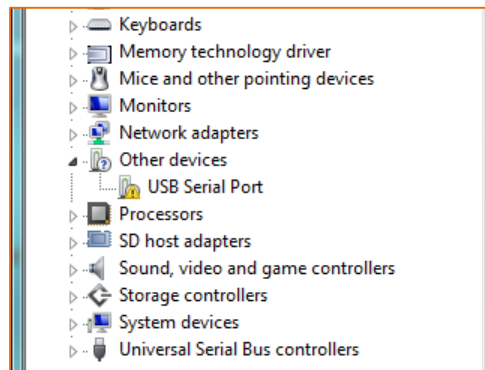 Keyboards
Memory technology driver
Mice and other pointing devices
Monitors
Network adapters
Other devices
USB Serial Port
Processors
SD host adapters
Sound, video and game controllers
Storage controllers
System devices
Universal Serial Bus controllers